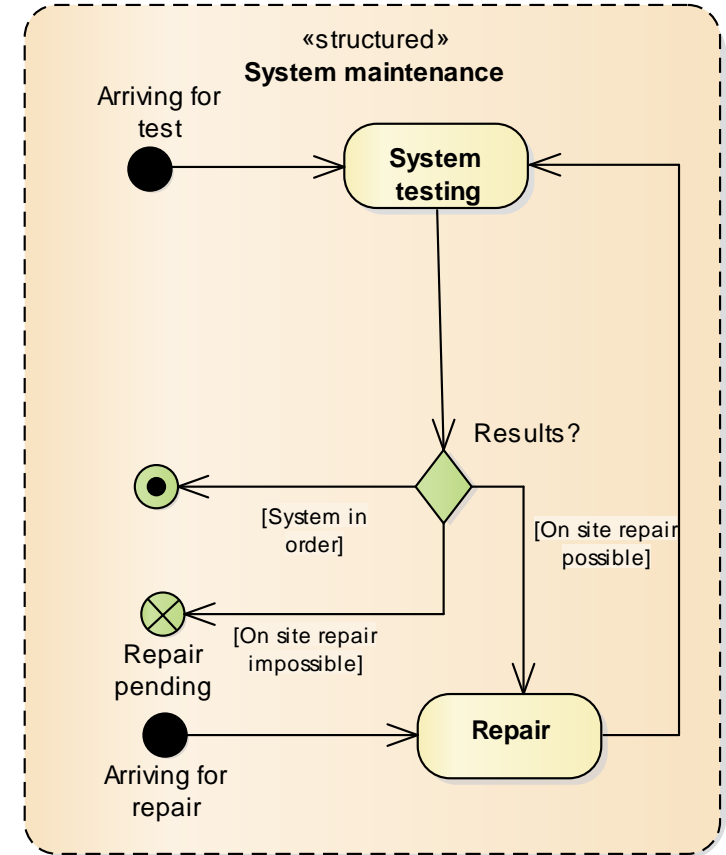 «structured»
System maintenance
Arriving for
test
System
testing
Results?
[System in
order]
[On site repair
possible]
[On site repair
impossible]
Repair
pending
Repair
Arriving for
repair